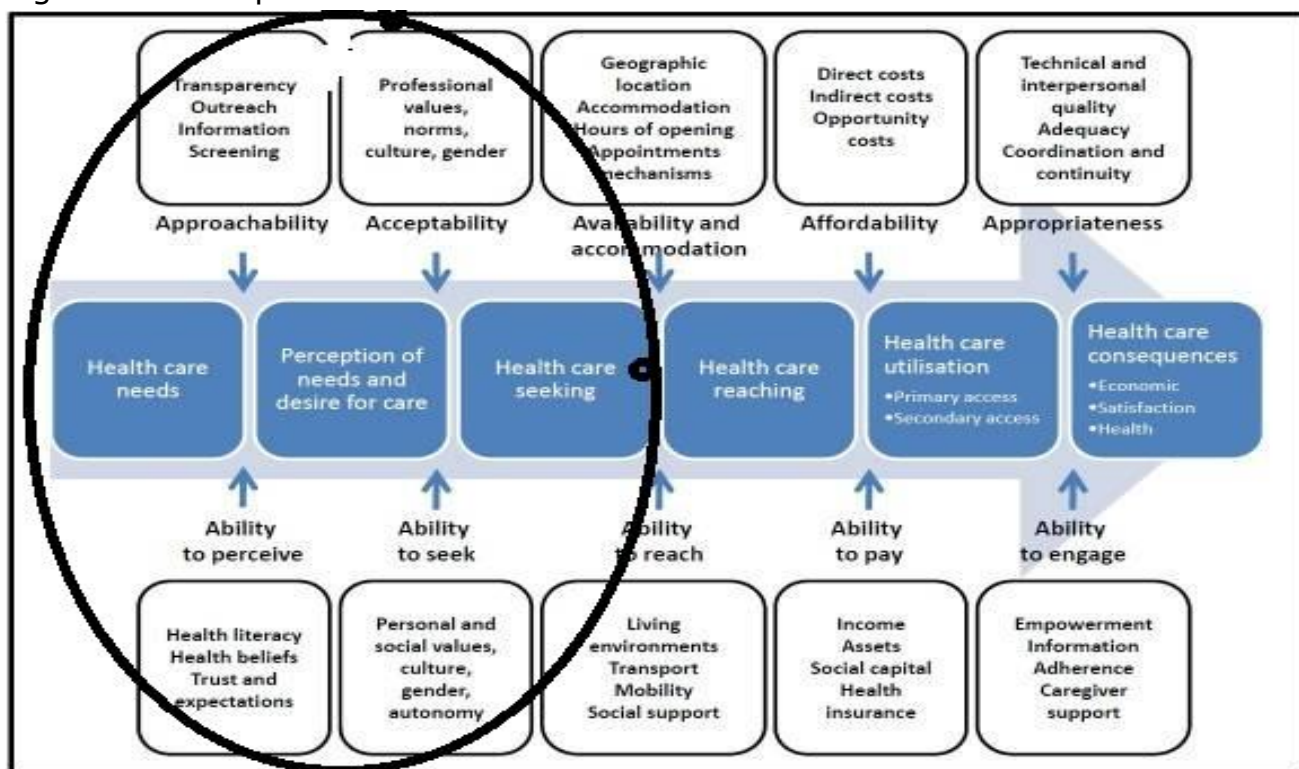 Transparency
Outreach
Information
Screening
Professional
values,
norms,
culture, gender
Geographic
location
Accommodation
Hours of opening
Appointments
mechanisms
Direct costs
Indirect costs
Opportunity
costs
Technical and
interpersonal
quality
Adequacy
Coordination and
continuity
Approachability
Acceptability
Availability and
accommodation
Affordability
Appropriateness
Health care
needs
Perception of
needs and
desire for care
Health care
seeking
Health care
reaching
Health care
utilisation
•Primary access
•Secondary access
Health care
consequences
•Economic
•Satisfaction
•Health
Ability
to perceive
Ability
to seek
Ability
to reach
Ability
to pay
Ability
to engage
Health literacy
Health beliefs
Trust and
expectations
Personal and
social values,
culture,
gender,
autonomy
Living
environments
Transport
Mobility
Social support
Income
Assets
Social capital
Health
insurance
Empowerment
Information
Adherence
Caregiver
support